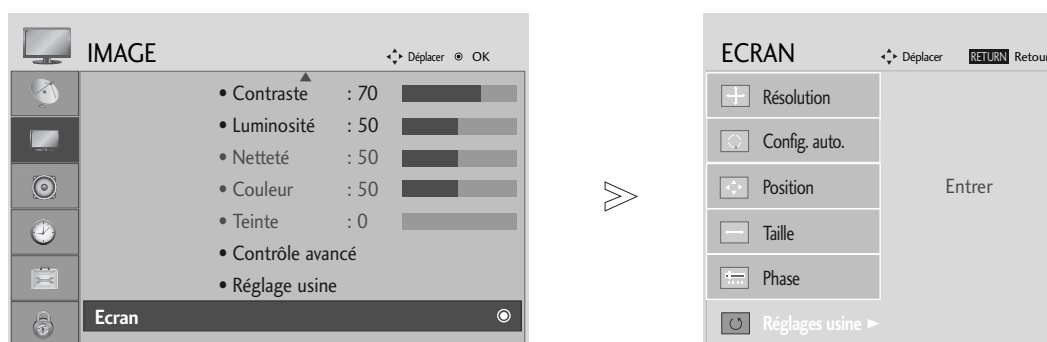 IMAGE
Déplacer OK
• Contraste : 70
• Luminosité : 50
• Netteté : 50
• Couleur : 50
• Teinte : 0
• Contrôle avancé
• Réglage usine
Ecran
ECRAN
Déplacer RETURN Retour
Résolution
Config. auto.
Position
Entrer
Taille
Phase
Réglages usine ►